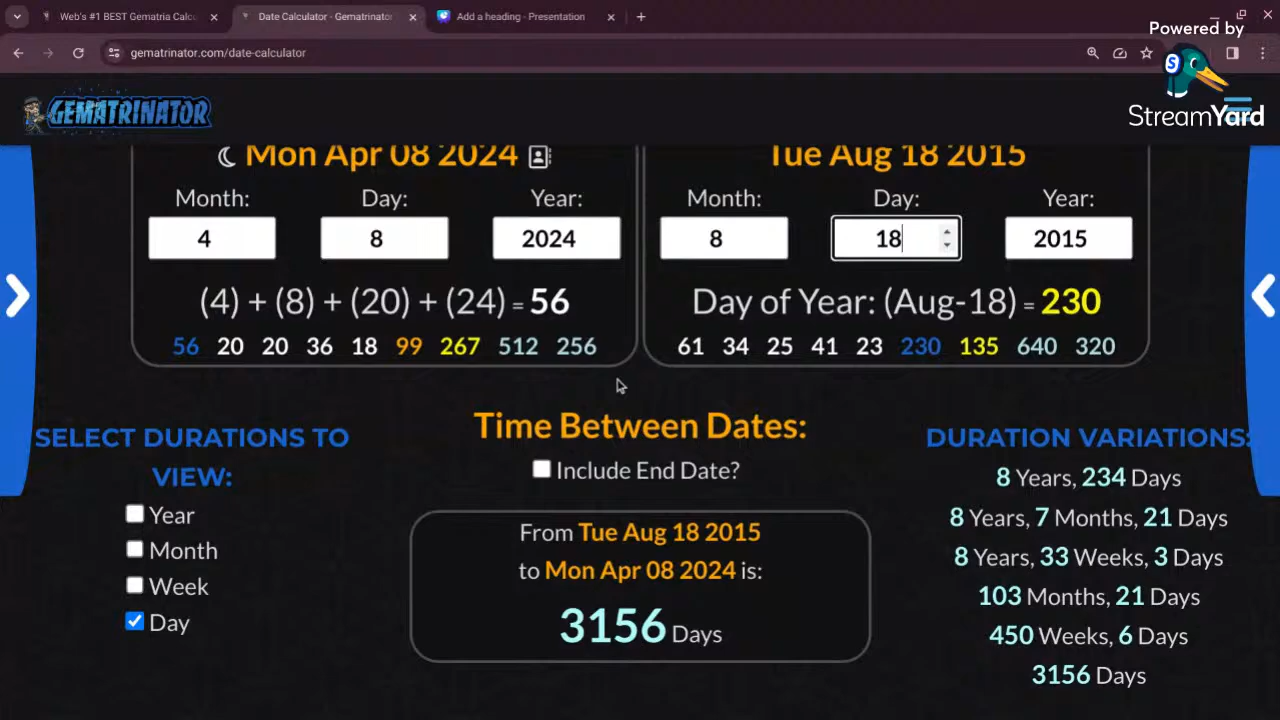 Web's #1 BEST Gematria Calcu
Date Calculator - Gematrinator
Add a heading - Presentation
gematrinator.com/date-calculator
Powered by
S
StreamYard
GEMATRINATOR
Mon Apr 08 2024
Month: Day: Year:
4 8 2024
(4) + (8) + (20) + (24) = 56
56 20 20 36 18 99 267 512 256
Tue Aug 18 2015
Month: Day: Year:
8 18 2015
Day of Year: (Aug-18) = 230
61 34 25 41 23 230 135 640 320
SELECT DURATIONS TO
VIEW:
Year
Month
Week
Day
Time Between Dates:
Include End Date?
From Tue Aug 18 2015
to Mon Apr 08 2024 is:
3156 Days
DURATION VARIATIONS:
8 Years, 234 Days
8 Years, 7 Months, 21 Days
8 Years, 33 Weeks, 3 Days
103 Months, 21 Days
450 Weeks, 6 Days
3156 Days